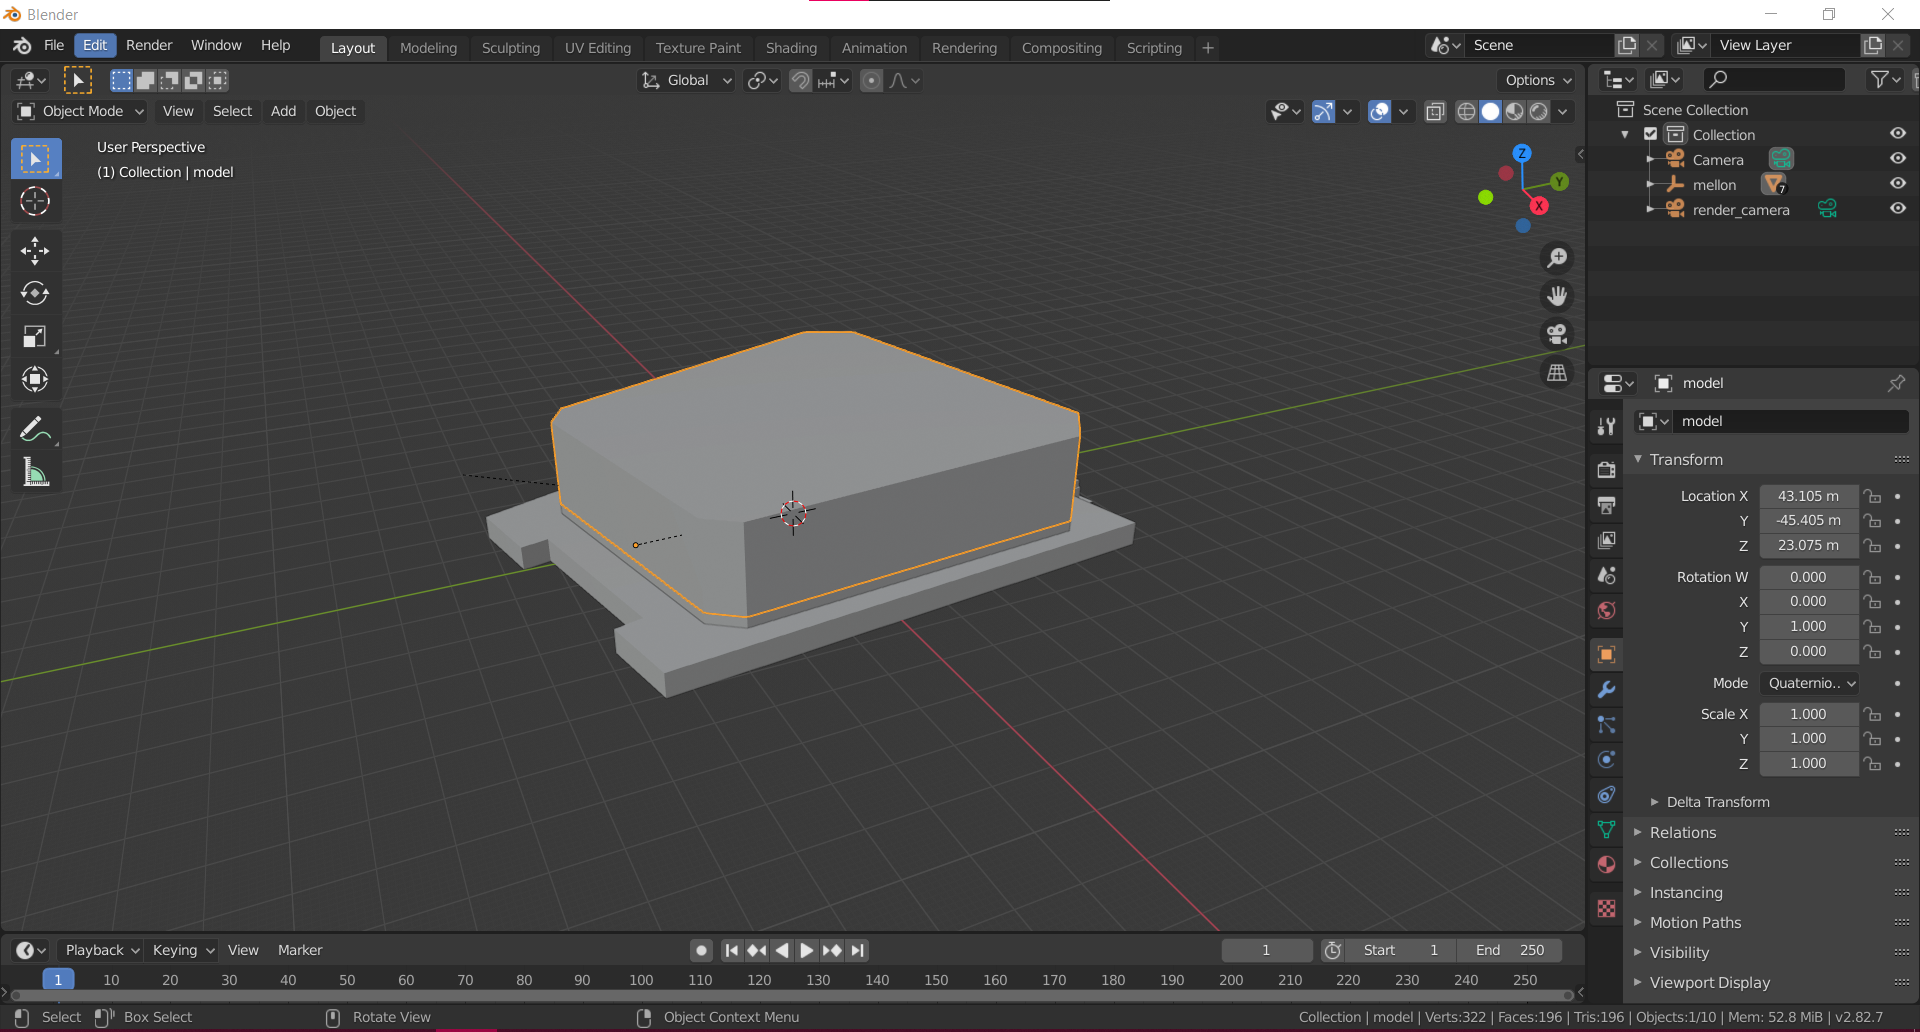 Blender
File Edit Render Window Help Layout Modeling Sculpting UV Editing Texture Paint Shading Animation Rendering Compositing Scripting + Scene View Layer
Global Options
Object Mode View Select Add Object
User Perspective
(1) Collection | model
Z
Y
X
Scene Collection
Collection
Camera
mellon 7
render_camera
model
model
Transform
Location X 43.105 m
Y -45.405 m
Z 23.075 m
Rotation W 0.000
X 0.000
Y 1.000
Z 0.000
Mode Quaternio..
Scale X 1.000
Y 1.000
Z 1.000
Delta Transform
Relations
Collections
Instancing
Motion Paths
Visibility
Viewport Display
Playback Keying View Marker 1 Start 1 End 250
1 10 20 30 40 50 60 70 80 90 100 110 120 130 140 150 160 170 180 190 200 210 220 230 240 250
Select Box Select Rotate View Object Context Menu Collection | model | Verts:322 | Faces:196 | Tris:196 | Objects:1/10 | Mem: 52.8 MiB | v2.82.7